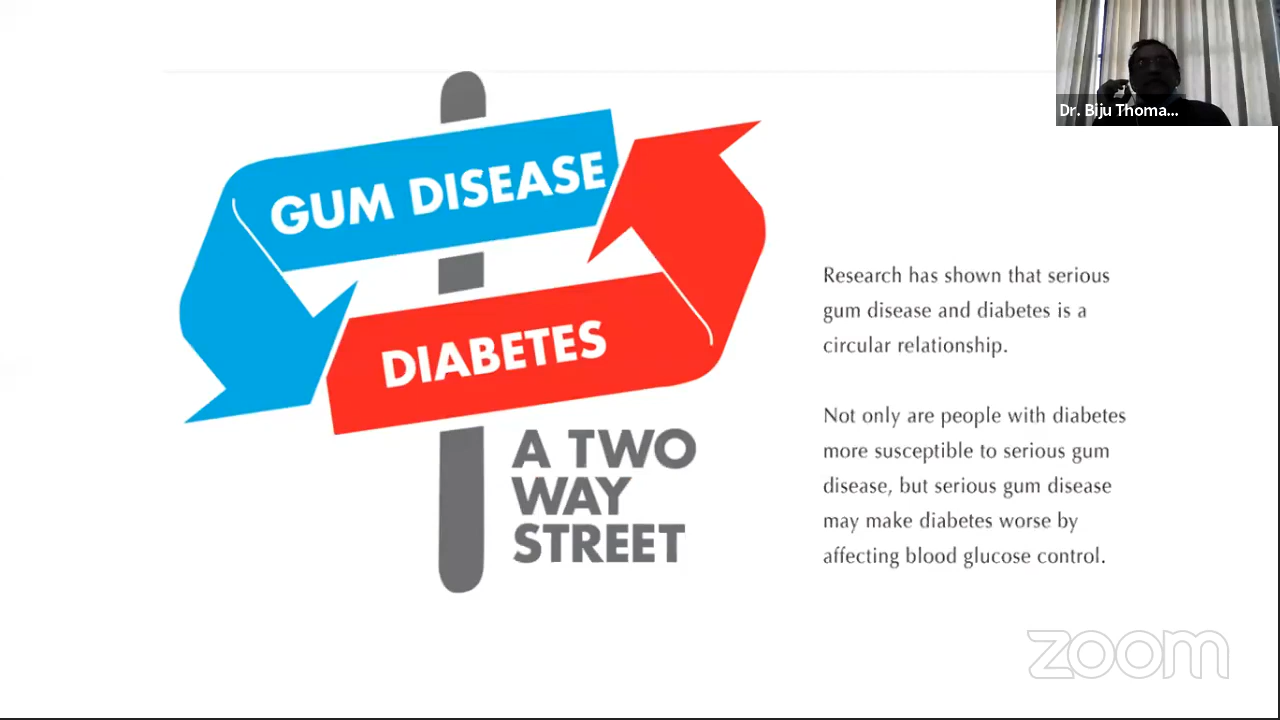 Dr. Biju Thoma...
GUM DISEASE
DIABETES
A TWO
WAY
STREET
Research has shown that serious
gum disease and diabetes is a
circular relationship.
Not only are people with diabetes
more susceptible to serious gum
disease, but serious gum disease
may make diabetes worse by
affecting blood glucose control.
zoom